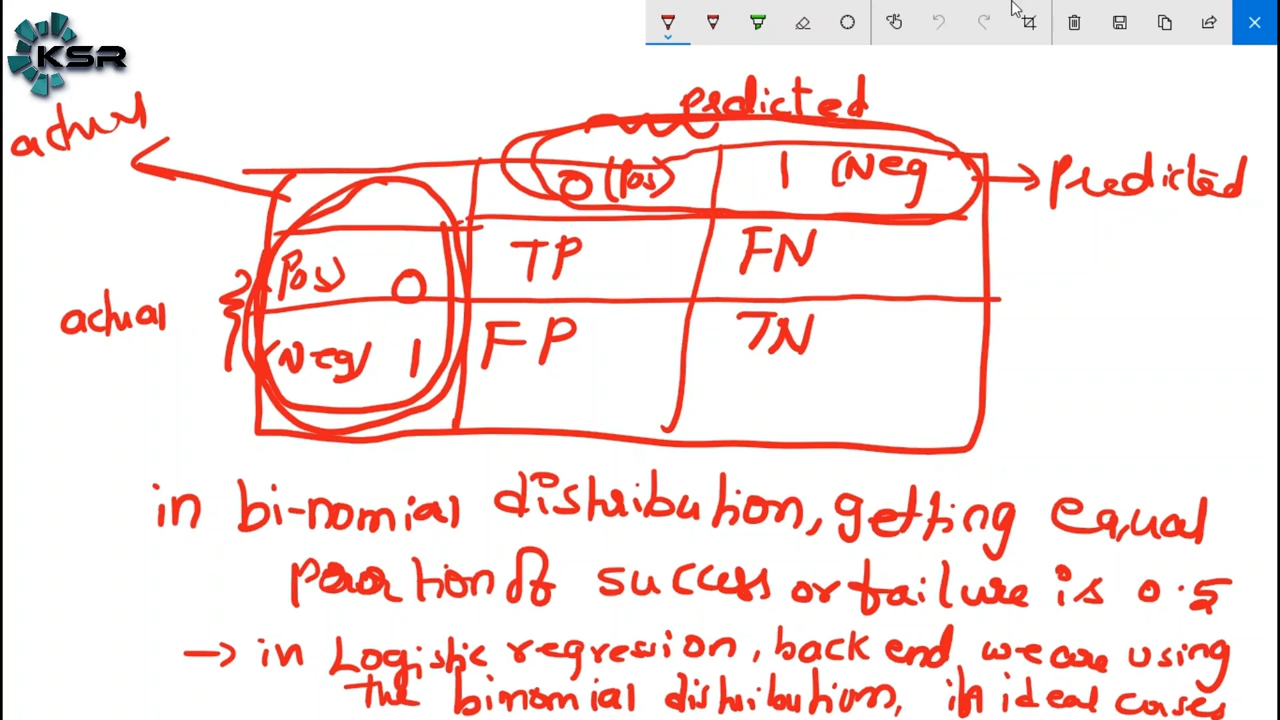 KSR
predicted
actual
0 (Pos) 1 (Neg
Predicted
TP FN
Pos) 0
actual
(Neg) 1 FP TN
in bi-nomial distribution, getting equal
portion of success or failure is 0.5
→ in Logistic regression, back end, we are using
the binomial distribution, in ideal cases